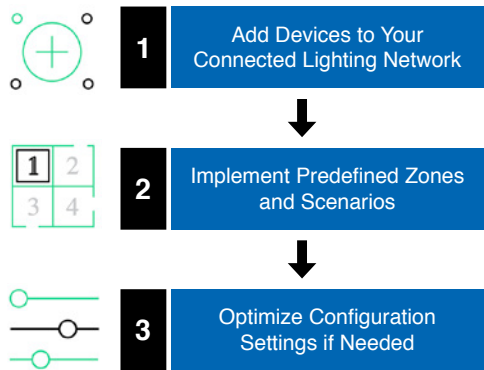 1
Add Devices to Your
Connected Lighting Network
1 2
3 4
2
Implement Predefined Zones
and Scenarios
3
Optimize Configuration
Settings if Needed